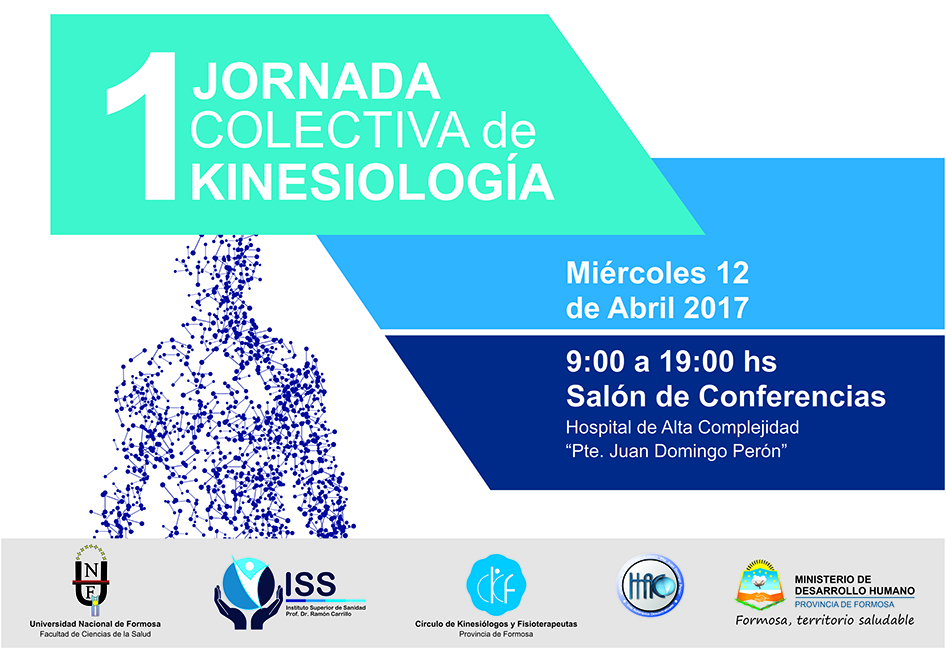 1
JORNADA
COLECTIVA de
KINESIOLOGÍA
Miércoles 12
de Abril 2017
9:00 a 19:00 hs
Salón de Conferencias
Hospital de Alta Complejidad
“Pte. Juan Domingo Perón”
N
F
Universidad Nacional de Formosa
Facultad de Ciencias de la Salud
ISS
Instituto Superior de Sanidad
Prof. Dr. Ramón Carrillo
CKF
Círculo de Kinesiólogos y Fisioterapeutas
Provincia de Formosa
HAC
MINISTERIO DE
DESARROLLO HUMANO
PROVINCIA DE FORMOSA
Formosa, territorio saludable